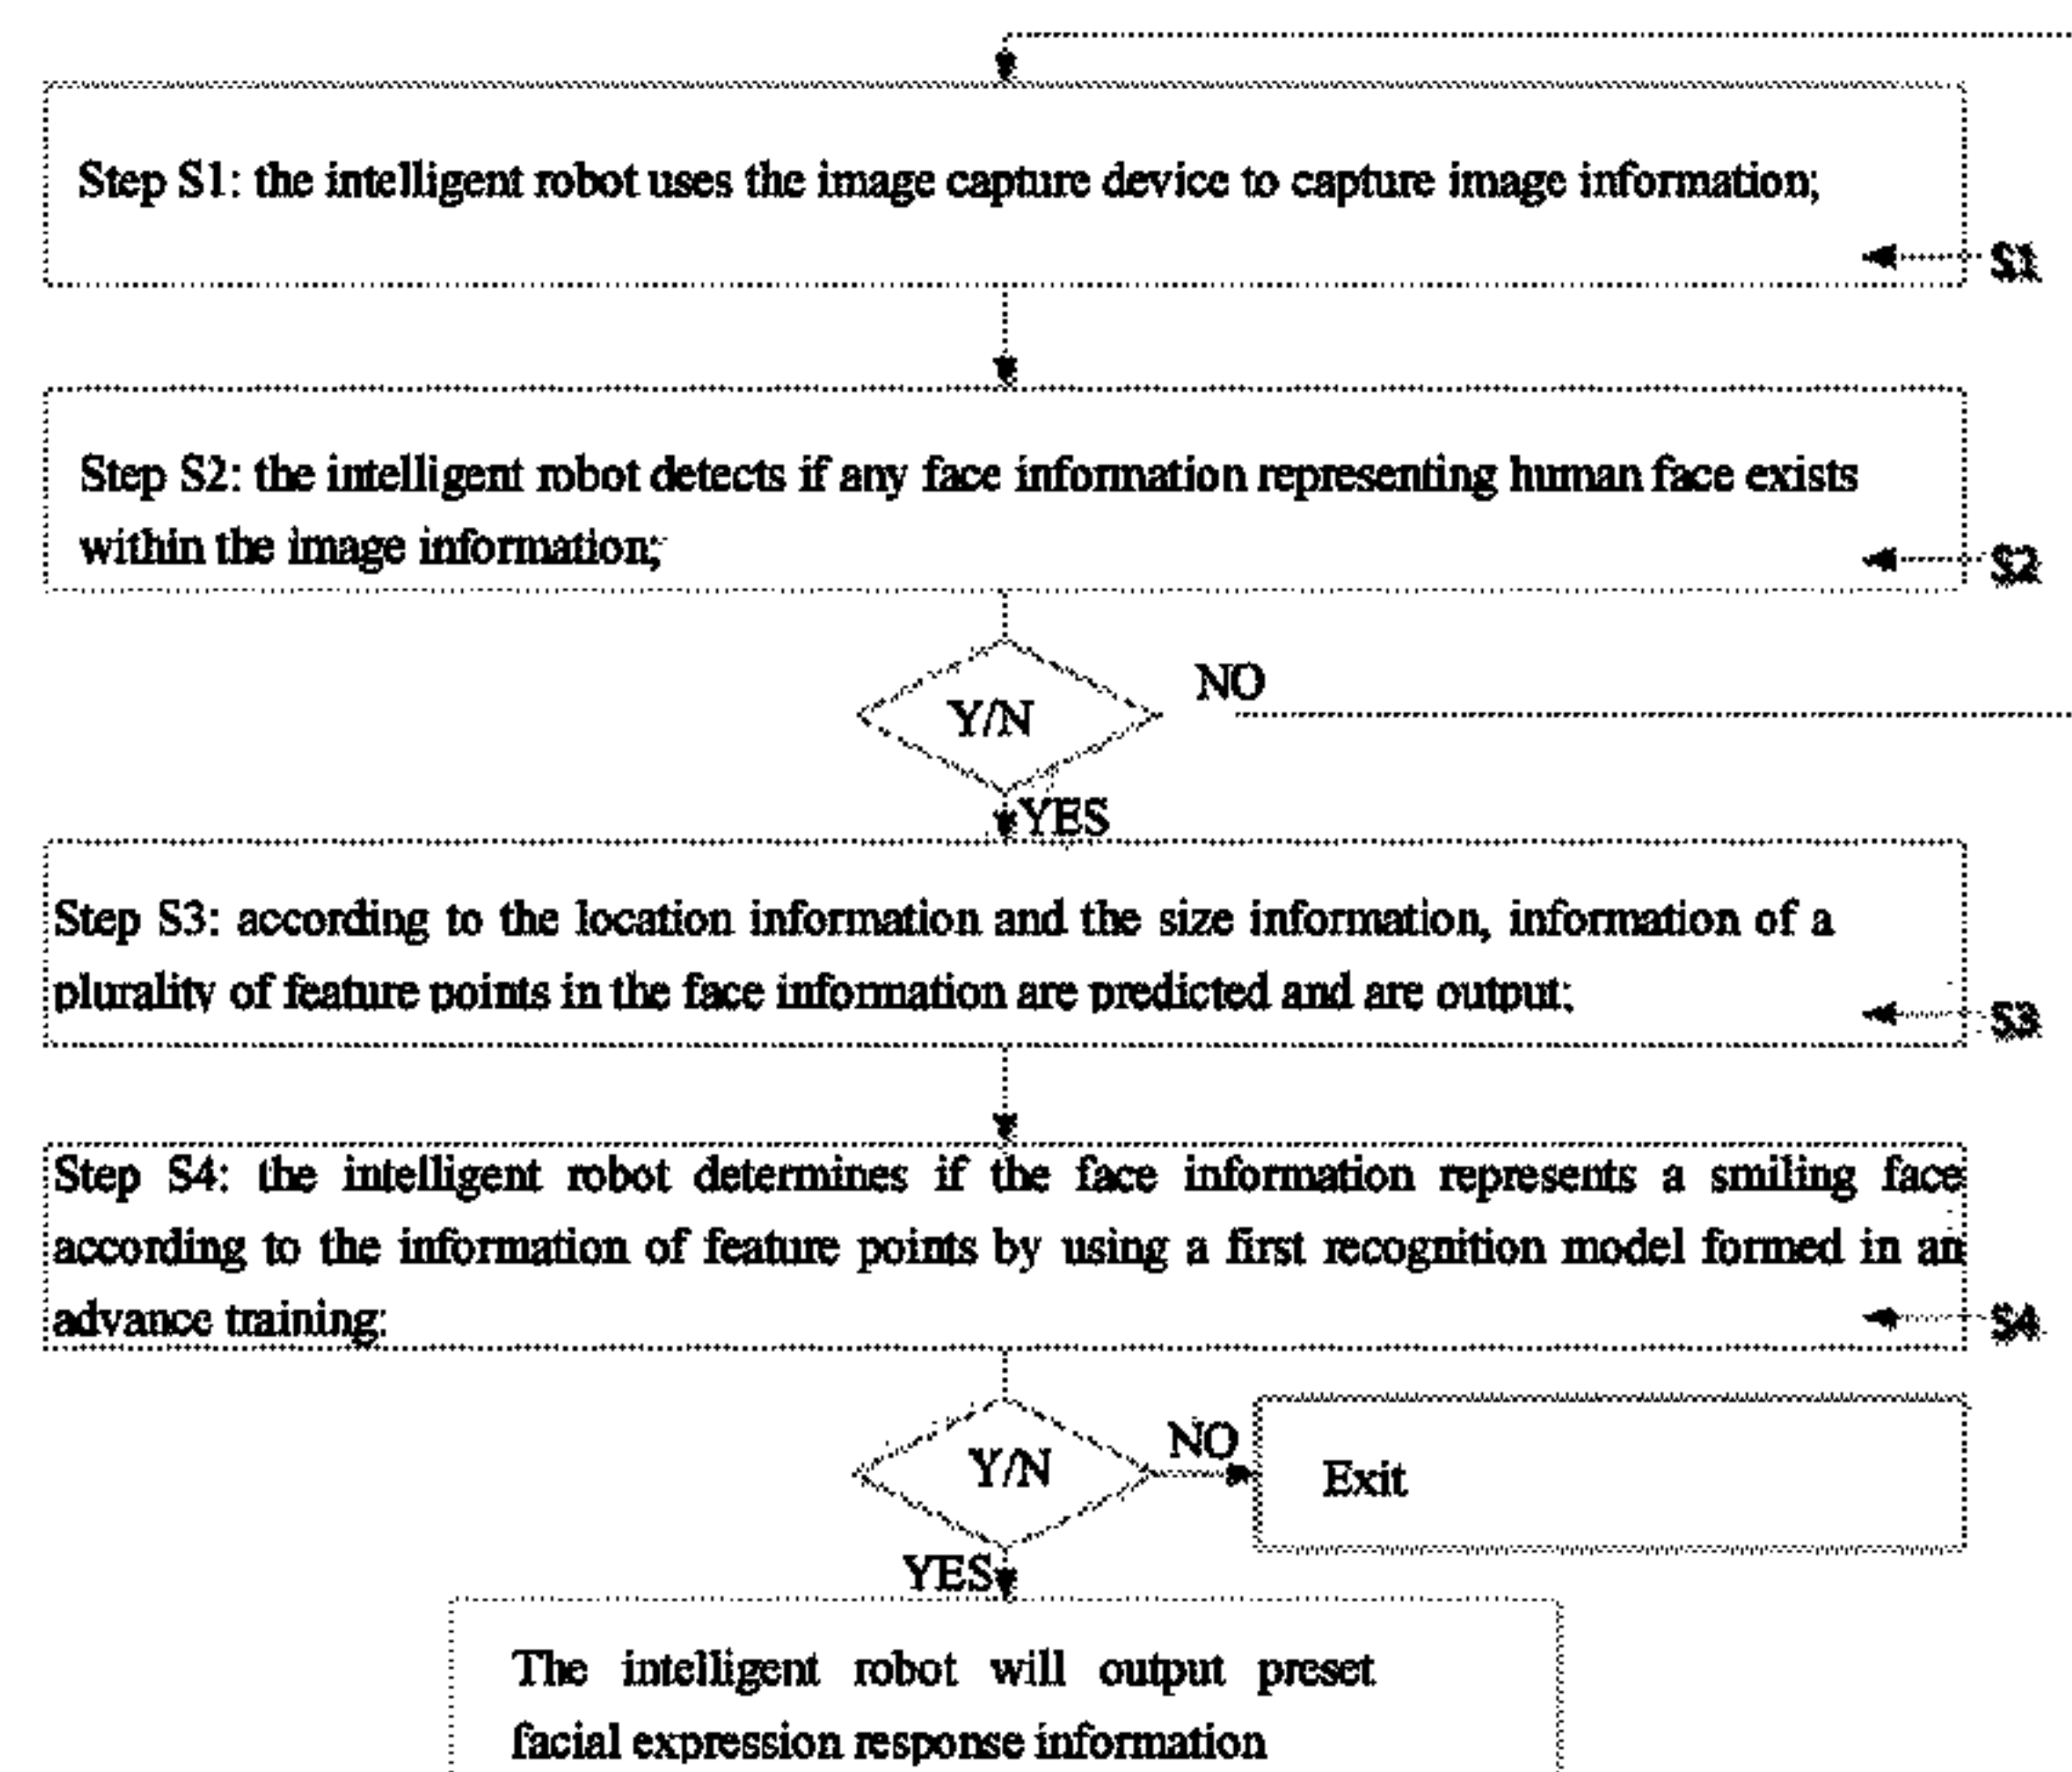 Step S1: the intelligent robot uses the image capture device to capture image information;
S1
Step S2: the intelligent robot detects if any face information representing human face exists
within the image information;
S2
Y/N
NO
YES
Step S3: according to the location information and the size information, information of a
plurality of feature points in the face information are predicted and are output;
S3
Step S4: the intelligent robot determines if the face information represents a smiling face
according to the information of feature points by using a first recognition model formed in an
advance training:
S4
Y/N
NO
Exit
YES
The intelligent robot will output preset
facial expression response information